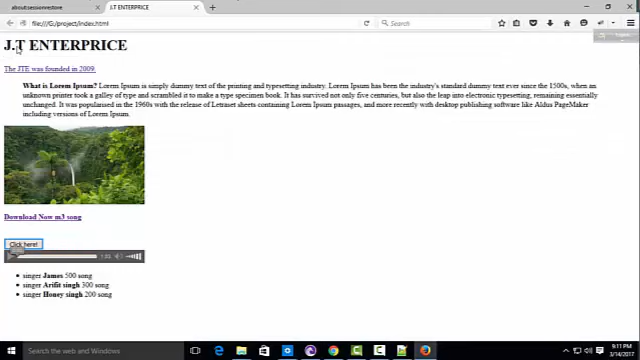 about:sessionrestore
J.T ENTERPRICE
file:///G:/project/index.html
Search
J.T ENTERPRICE
The JTE was founded in 2009.
What is Lorem Ipsum? Lorem Ipsum is simply dummy text of the printing and typesetting industry. Lorem Ipsum has been the industry's standard dummy text ever since the 1500s, when an
unknown printer took a galley of type and scrambled it to make a type specimen book. It has survived not only five centuries, but also the leap into electronic typesetting, remaining essentially
unchanged. It was popularised in the 1960s with the release of Letraset sheets containing Lorem Ipsum passages, and more recently with desktop publishing software like Aldus PageMaker
including versions of Lorem Ipsum.
Download Now m3 song
Click here!
singer James 500 song
singer Arifit singh 300 song
singer Honey singh 200 song
Search the web and Windows
9:11 PM
3/14/2017